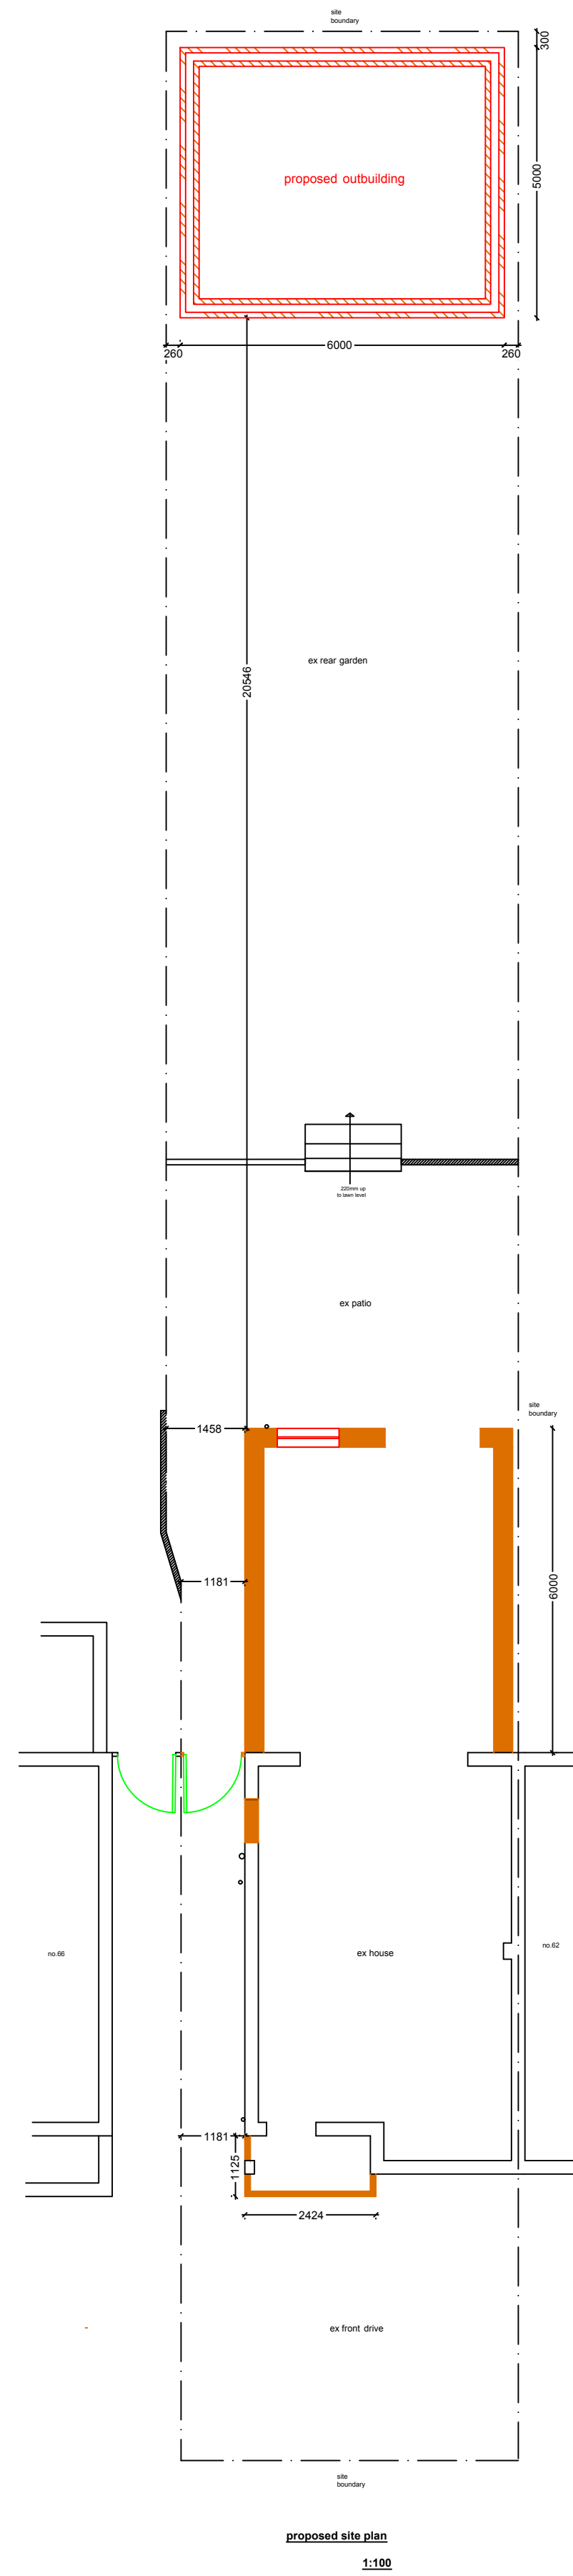 site
boundary
300
proposed outbuilding
5000
260
6000
260
ex rear garden
20546
220mm up
to lawn level
ex patio
site
boundary
1458
1181
6000
no.66
ex house
no.62
1181
1125
2424
ex front drive
site
boundary
proposed site plan
1:100